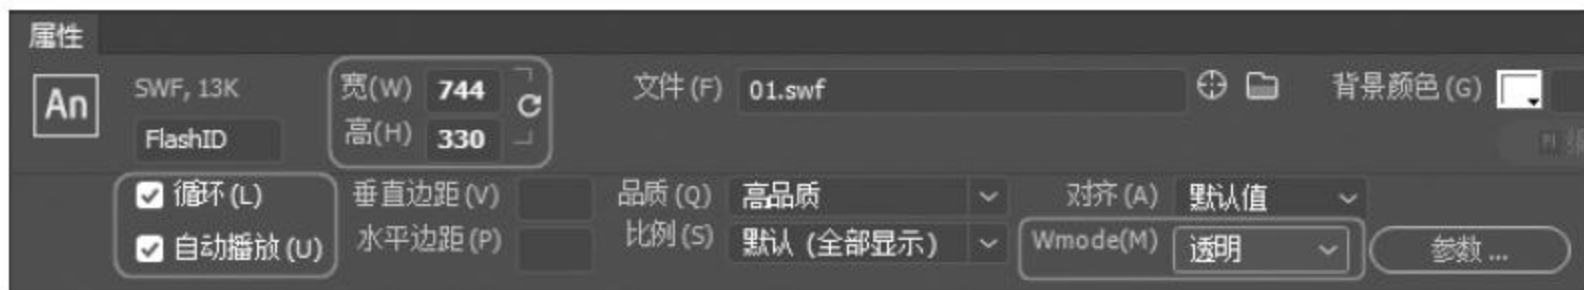 属性
An SWF, 13K 宽(W) 744 文件(F) 01.swf 背景颜色(G)
FlashID 高(H) 330
循环(L) 垂直边距(V) 品质(Q) 高品质 对齐(A) 默认值
自动播放(U) 水平边距(P) 比例(S) 默认（全部显示） Wmode(M) 透明 参数...